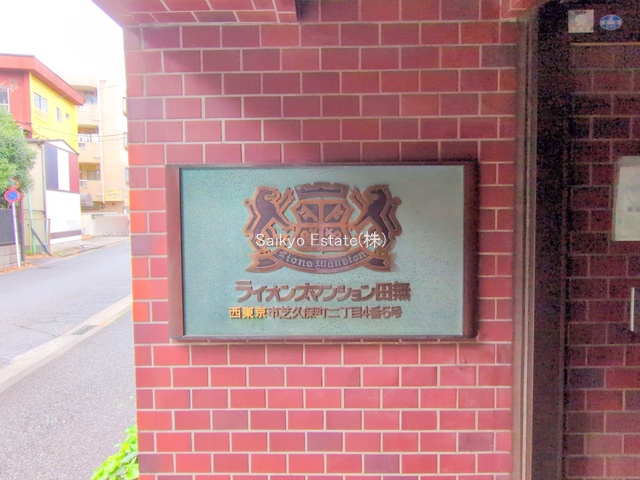 Saikyo Estate(株)
Lions Mansion
ライオンズマンション田無
西東京市芝久保町二丁目4番5号